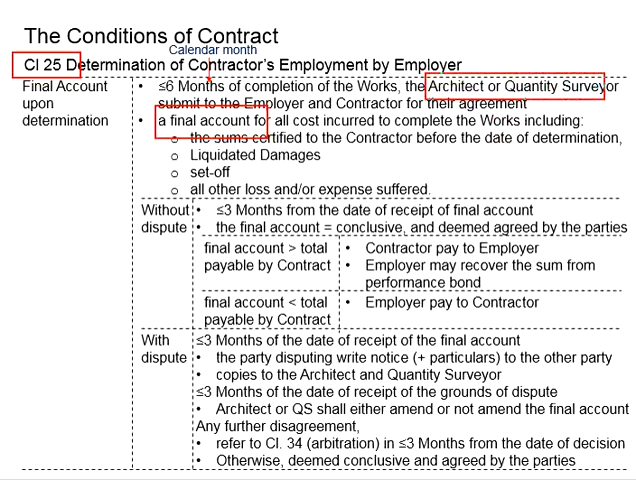 The Conditions of Contract
Calendar month
Cl 25 Determination of Contractor's Employment by Employer
Final Account upon determination
• ≤6 Months of completion of the Works, the Architect or Quantity Surveyor
submit to the Employer and Contractor for their agreement
• a final account for all cost incurred to complete the Works including:
o the sums certified to the Contractor before the date of determination,
o Liquidated Damages
o set-off
o all other loss and/or expense suffered.
Without dispute
• ≤3 Months from the date of receipt of final account
• the final account = conclusive, and deemed agreed by the parties
final account > total payable by Contract
• Contractor pay to Employer
• Employer may recover the sum from
performance bond
final account < total payable by Contract
• Employer pay to Contractor
With dispute
≤3 Months of the date of receipt of the final account
• the party disputing write notice (+ particulars) to the other party
• copies to the Architect and Quantity Surveyor
≤3 Months of the date of receipt of the grounds of dispute
• Architect or QS shall either amend or not amend the final account
Any further disagreement,
• refer to Cl. 34 (arbitration) in ≤3 Months from the date of decision
• Otherwise, deemed conclusive and agreed by the parties